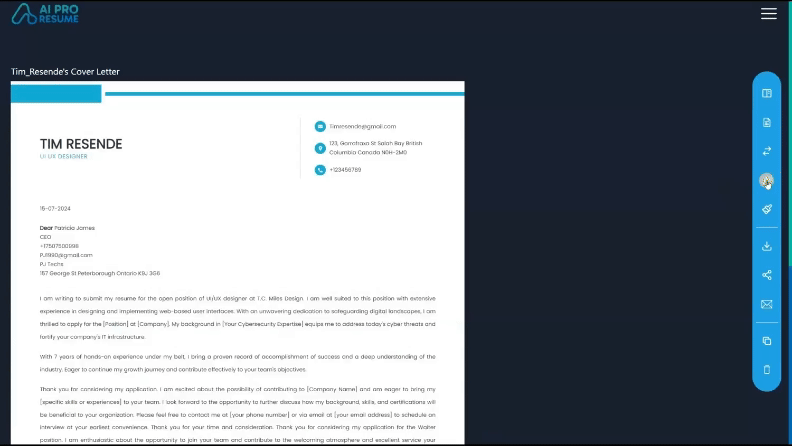 AI PRO
RESUME
Tim_Resende's Cover Letter
TIM RESENDE
UI UX DESIGNER
Timresende@gmail.com
123, Gorrafraxa St Salah Bay British
Columbia Canada N6H-2M0
+123456789
15-07-2024
Dear Patricia James
CEO
+17507500998
PJ1990@gmail.com
PJ Techs
157 George St Peterborough Ontario K9J 3G6
I am writing to submit my resume for the open position of UI/UX designer at T.C. Miles Design. I am well suited to this position with extensive
experience in designing and implementing web-based user interfaces. With an unwavering dedication to safeguarding digital landscapes, I am
thrilled to apply for the [Position] at [Company]. My background in [Your Cybersecurity Expertise] equips me to address today's cyber threats and
fortify your company's IT infrastructure.
With 7 years of hands-on experience under my belt, I bring a proven record of accomplishment of success and a deep understanding of the
industry. Eager to continue my growth journey and contribute effectively to your team's objectives.
Thank you for considering my application. I am excited about the possibility of contributing to [Company Name] and am eager to bring my
[specific skills or experiences] to your team. I look forward to the opportunity to further discuss how my background, skills, and certifications will
be beneficial to your organization. Please feel free to contact me at [your phone number] or via email at [your email address] to schedule an
interview at your earliest convenience. Thank you for your time and consideration. Thank you for considering my application for the Waiter
position. I am enthusiastic about the opportunity to join your team and contribute to the welcoming atmosphere and excellent service your